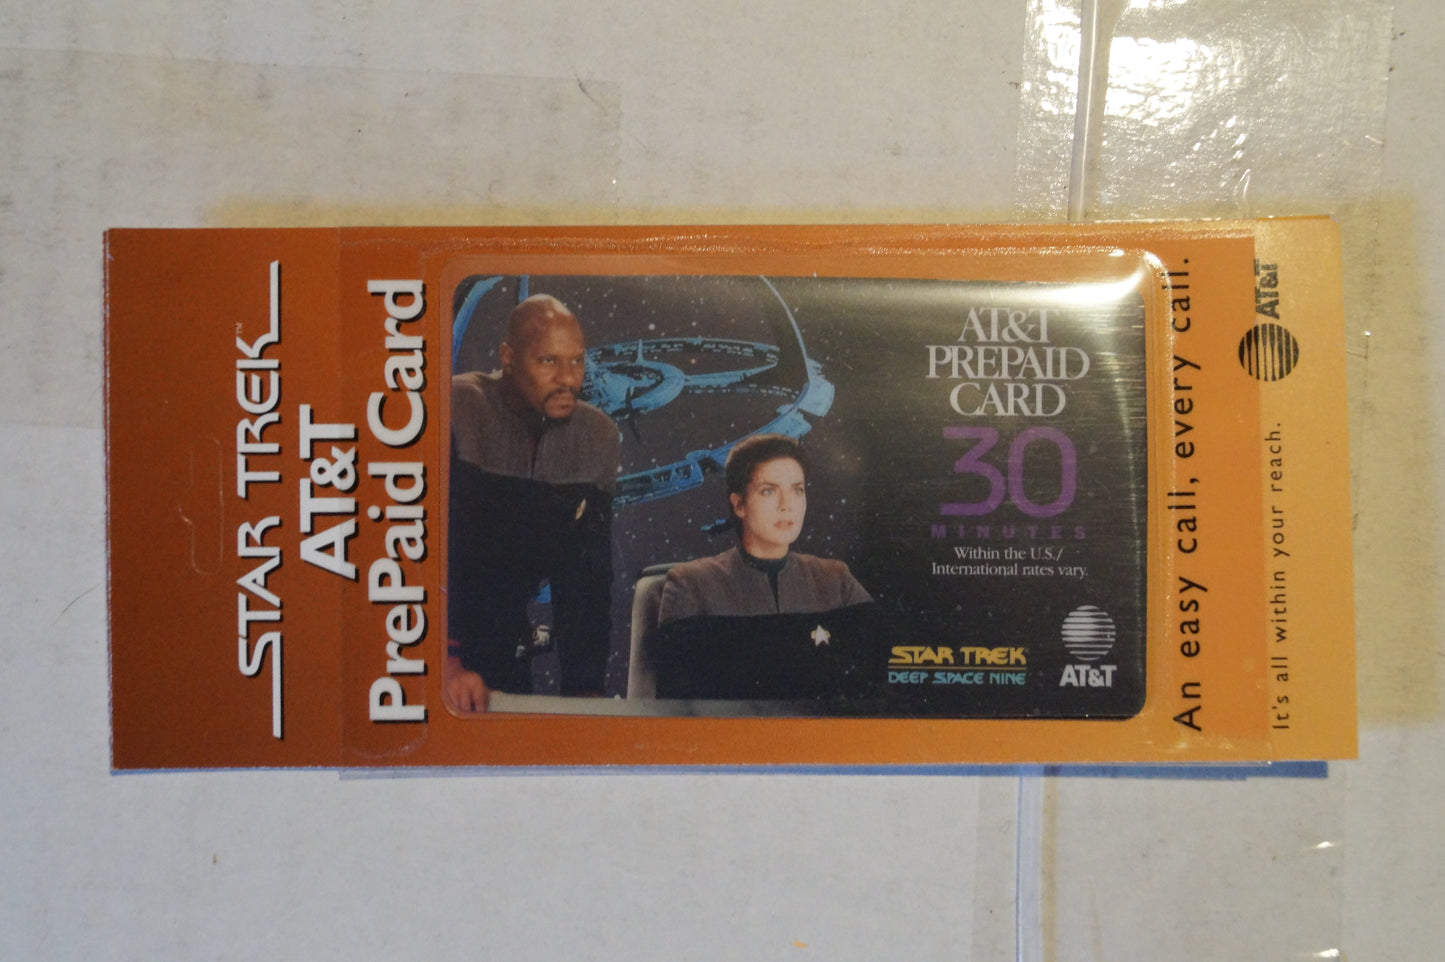 STAR TREK™
AT&T
PrePaid Card
AT&T
PREPAID
CARD
30
MINUTES
Within the U.S./
International rates vary.
STAR TREK
DEEP SPACE NINE
AT&T
An easy call, every call.
It's all within your reach.
AT&T